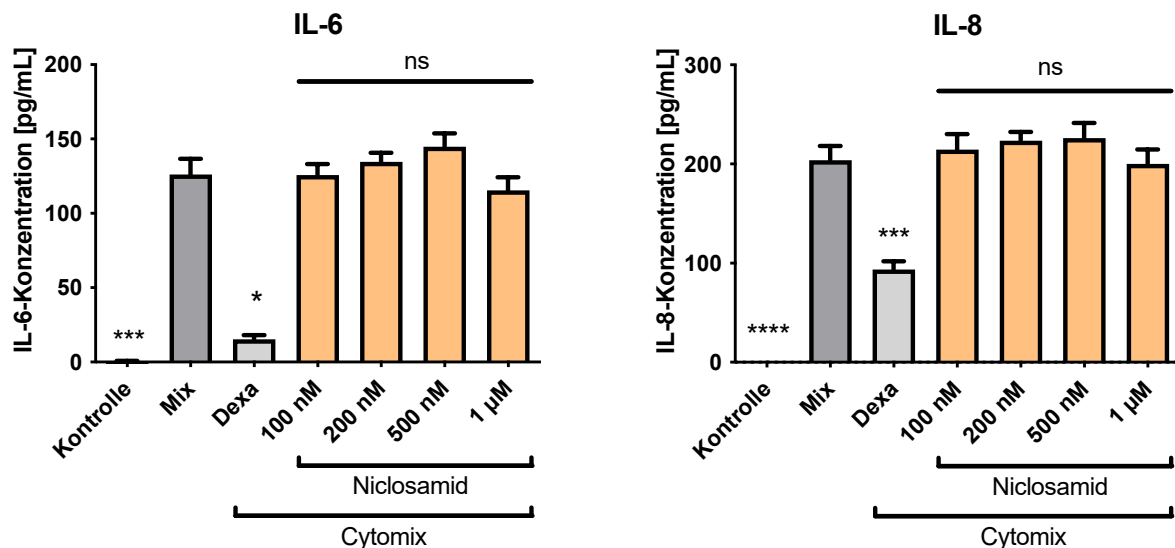 IL-6
IL-6-Konzentration [pg/mL]
200
150
100
50
0
ns
***
*
Kontrolle
Mix
Dexa
100 nM
200 nM
500 nM
1 µM
Niclosamid
Cytomix
IL-8
IL-8-Konzentration [pg/mL]
300
200
100
0
ns
****
***
Kontrolle
Mix
Dexa
100 nM
200 nM
500 nM
1 µM
Niclosamid
Cytomix